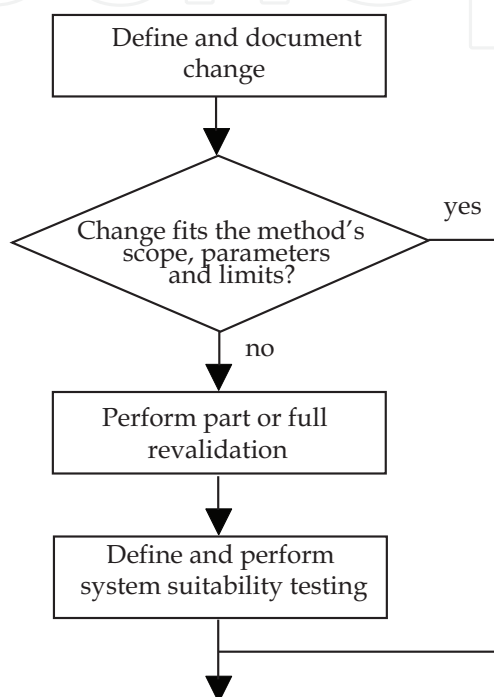 Define and document
change
yes
Change fits the method's
scope, parameters
and limits?
no
Perform part or full
revalidation
Define and perform
system suitability testing